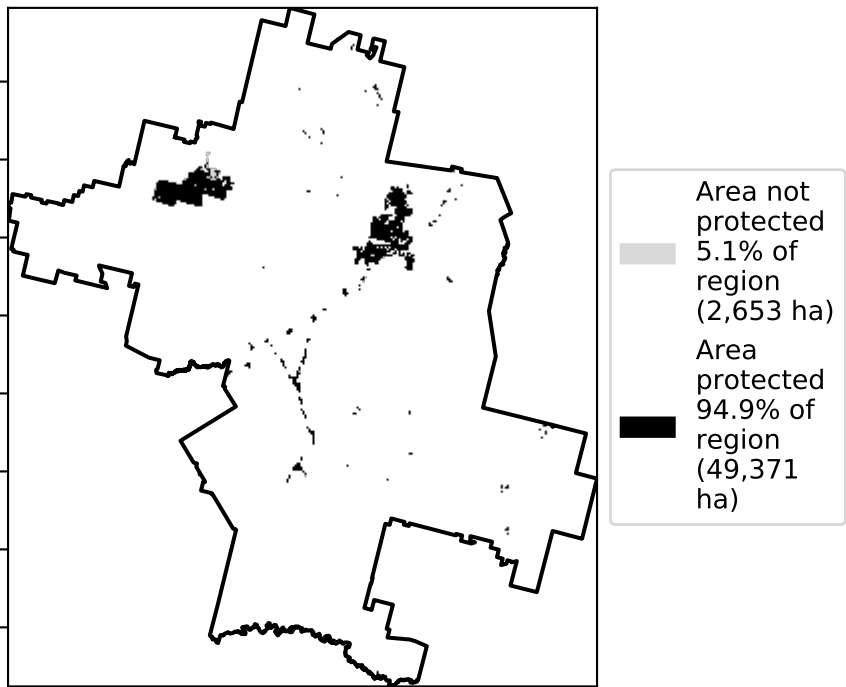 Area not
protected
5.1% of
region
(2,653 ha)
Area
protected
94.9% of
region
(49,371
ha)